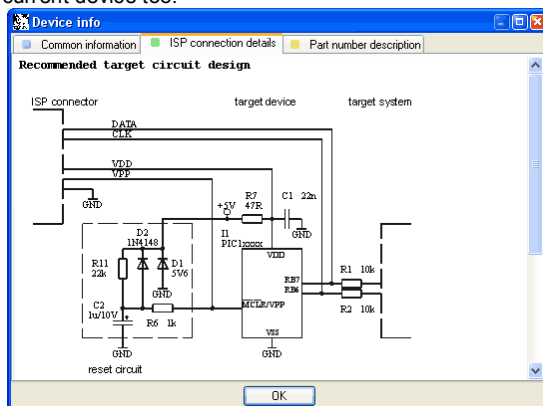 current device too.
Device info
Common information
ISP connection details
Part number description
Recommended target circuit design
ISP connector
target device
target system
DATA
CLK
VDD
VPP
GND
+5V
R7
47R
C1 22n
GND
D2
1N4148
I1
PIC1xxxx
VDD
R11
22k
D1
5V6
RB7
RB6
R1 10k
GND
C2
1u/10V
R6 1k
MCLR/VPP
R2 10k
VSS
GND
GND
reset circuit
OK